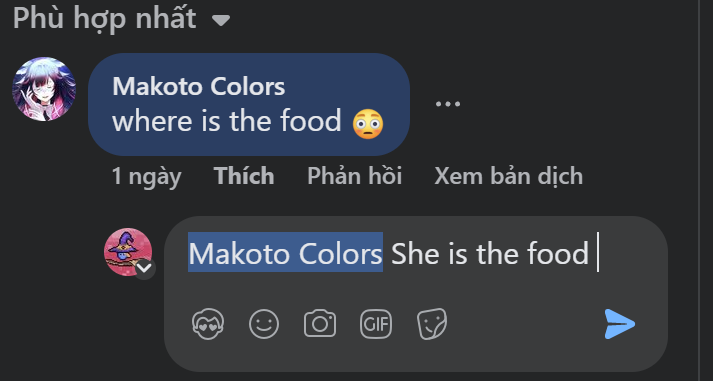 Phù hợp nhất
Makoto Colors
where is the food 😳
1 ngày Thích Phản hồi Xem bản dịch
Makoto Colors She is the food
GIF